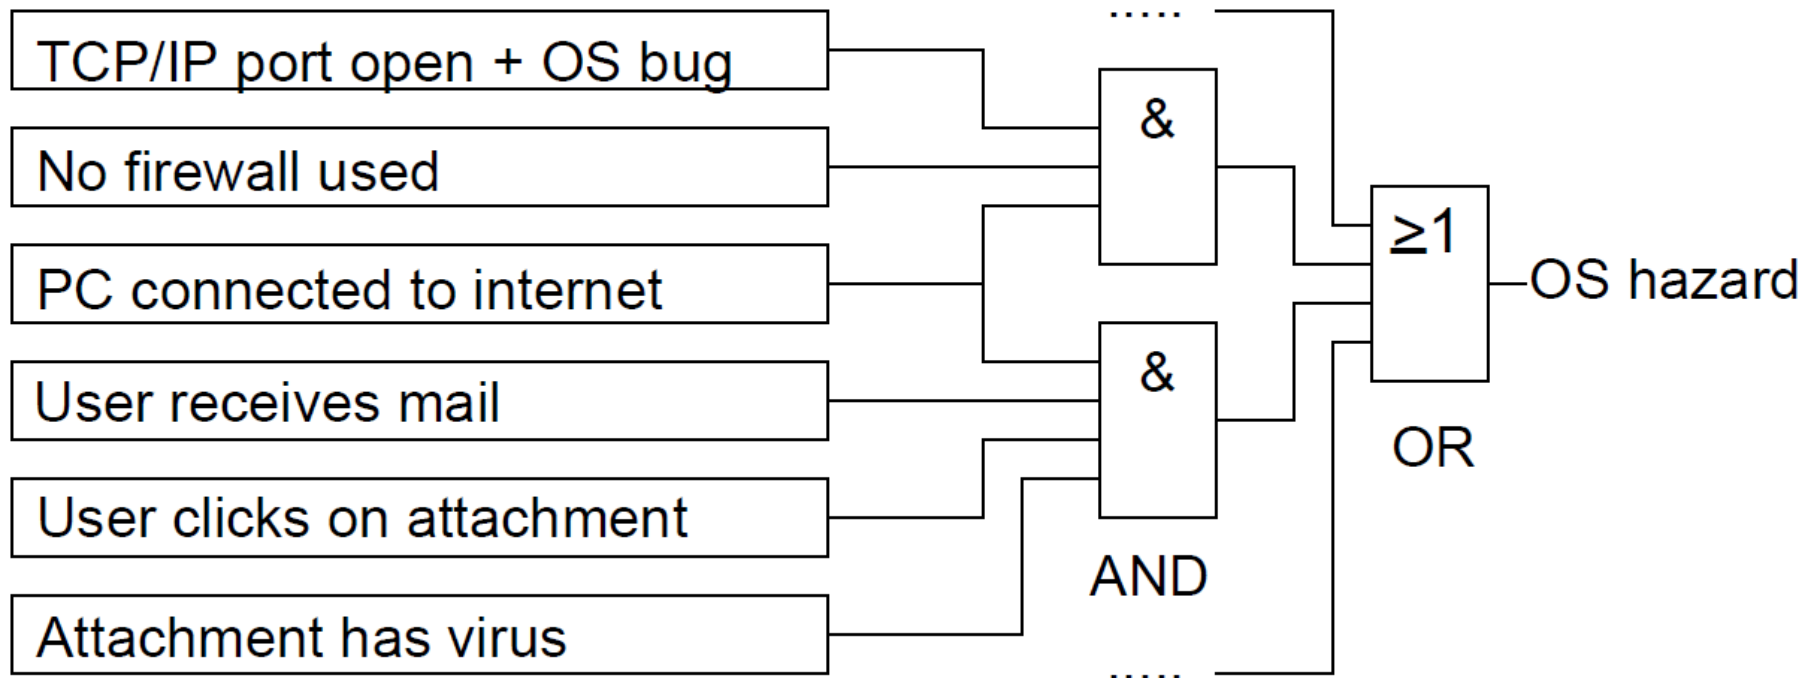 TCP/IP port open + OS bug
No firewall used
PC connected to internet
User receives mail
User clicks on attachment
Attachment has virus
.....
&
&
AND
.....
≥1
OR
OS hazard